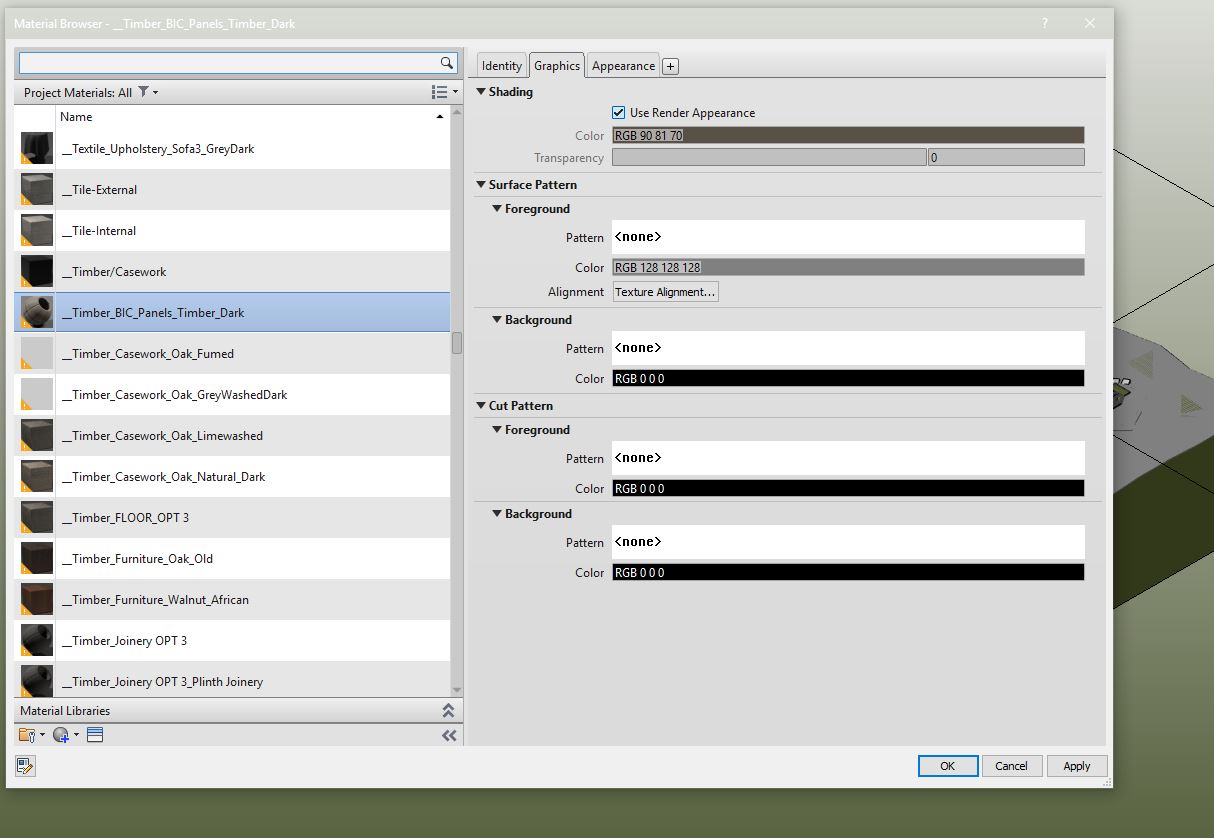 Material Browser - __Timber_BIC_Panels_Timber_Dark
?
Project Materials: All
Name
__Textile_Upholstery_Sofa3_GreyDark
__Tile-External
__Tile-Internal
__Timber/Casework
__Timber_BIC_Panels_Timber_Dark
__Timber_Casework_Oak_Fumed
__Timber_Casework_Oak_GreyWashedDark
__Timber_Casework_Oak_Limewashed
__Timber_Casework_Oak_Natural_Dark
__Timber_FLOOR_OPT 3
__Timber_Furniture_Oak_Old
__Timber_Furniture_Walnut_African
__Timber_Joinery OPT 3
__Timber_Joinery OPT 3_Plinth Joinery
Material Libraries
Identity Graphics Appearance +
Shading
Use Render Appearance
Color RGB 90 81 70
Transparency 0
Surface Pattern
Foreground
Pattern <none>
Color RGB 128 128 128
Alignment Texture Alignment...
Background
Pattern <none>
Color RGB 0 0 0
Cut Pattern
Foreground
Pattern <none>
Color RGB 0 0 0
Background
Pattern <none>
Color RGB 0 0 0
OK Cancel Apply